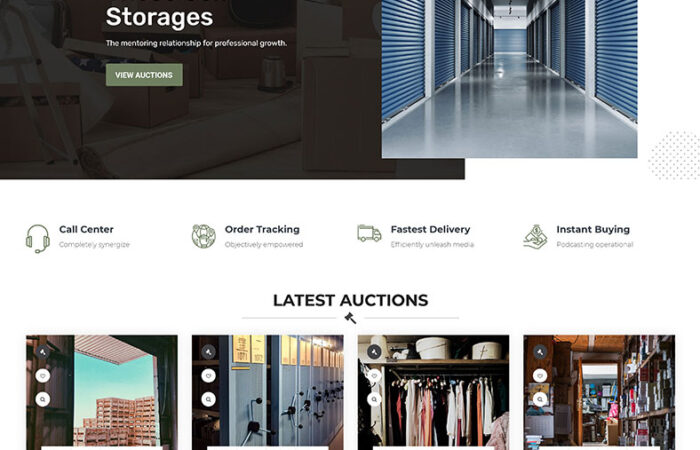 Storages
The mentoring relationship for professional growth.
VIEW AUCTIONS
Call Center
Completely synergize
Order Tracking
Objectively empowered
Fastest Delivery
Efficiently unleash media
Instant Buying
Podcasting operational
LATEST AUCTIONS